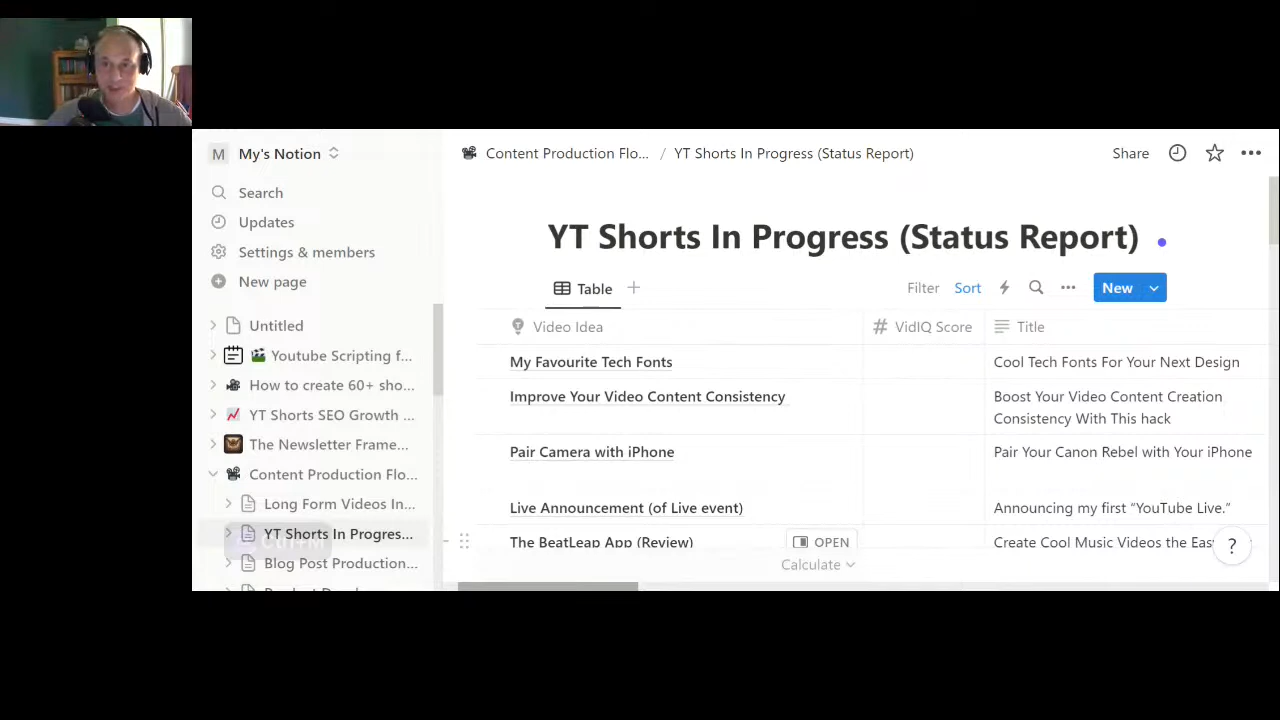 M My's Notion
Content Production Flo... / YT Shorts In Progress (Status Report)
Share
Search
Updates
Settings & members
New page
Untitled
Youtube Scripting f...
How to create 60+ sho...
YT Shorts SEO Growth ...
The Newsletter Frame...
Content Production Flo...
Long Form Videos In...
YT Shorts In Progres...
Ctrl+M
Blog Post Production...
YT Shorts In Progress (Status Report)
Table
Filter
Sort
New
Video Idea
VidIQ Score
Title
My Favourite Tech Fonts
Cool Tech Fonts For Your Next Design
Improve Your Video Content Consistency
Boost Your Video Content Creation
Consistency With This hack
Pair Camera with iPhone
Pair Your Canon Rebel with Your iPhone
Live Announcement (of Live event)
Announcing my first “YouTube Live.”
The BeatLeap App (Review)
OPEN
Create Cool Music Videos the
Calculate
?